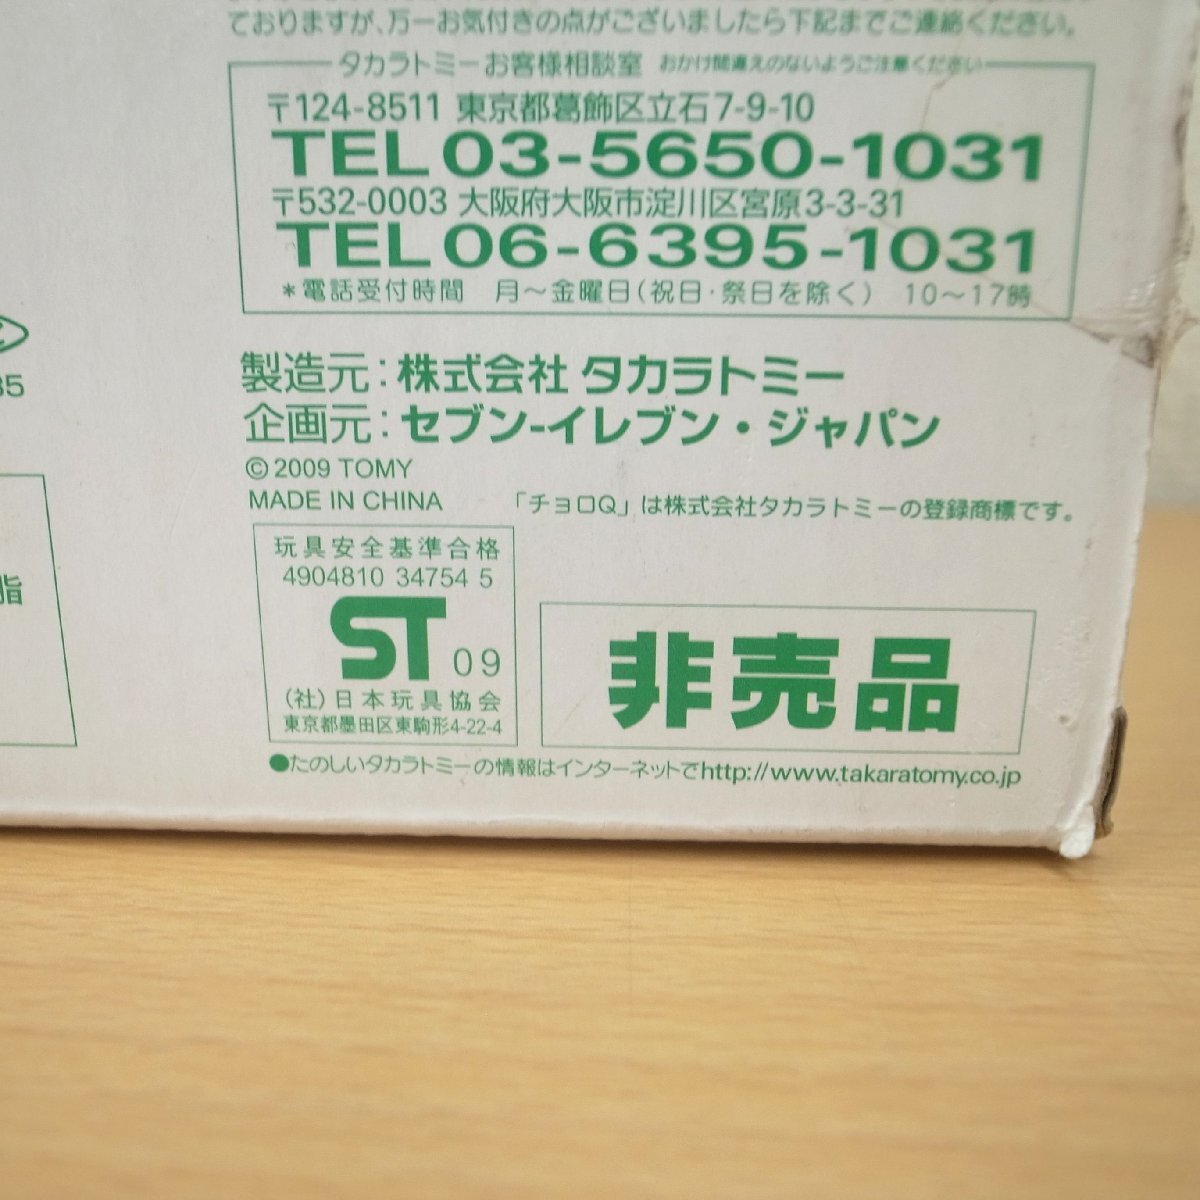 ておりますが、万一お気付きの点がございましたら下記までご連絡ください。
タカラトミーお客様相談室 おかけ間違えのないようご注意ください
〒124-8511 東京都葛飾区立石7-9-10
TEL 03-5650-1031
〒532-0003 大阪府大阪市淀川区宮原3-3-31
TEL 06-6395-1031
*電話受付時間 月〜金曜日(祝日・祭日を除く) 10〜17時
製造元:株式会社 タカラトミー
企画元:セブン-イレブン・ジャパン
© 2009 TOMY
MADE IN CHINA 「チョロQ」は株式会社タカラトミーの登録商標です。
玩具安全基準合格
4904810 34754 5
ST 09
(社)日本玩具協会
東京都墨田区東駒形4-22-4
非売品
●たのしいタカラトミーの情報はインターネットでhttp://www.takaratomy.co.jp
35
脂